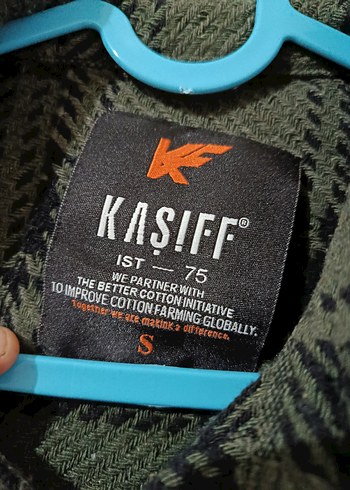 KAŞIFF®
IST — 75
WE PARTNER WITH
THE BETTER COTTON INITIATIVE
TO IMPROVE COTTON FARMING GLOBALLY.
Together we are making a difference.
S